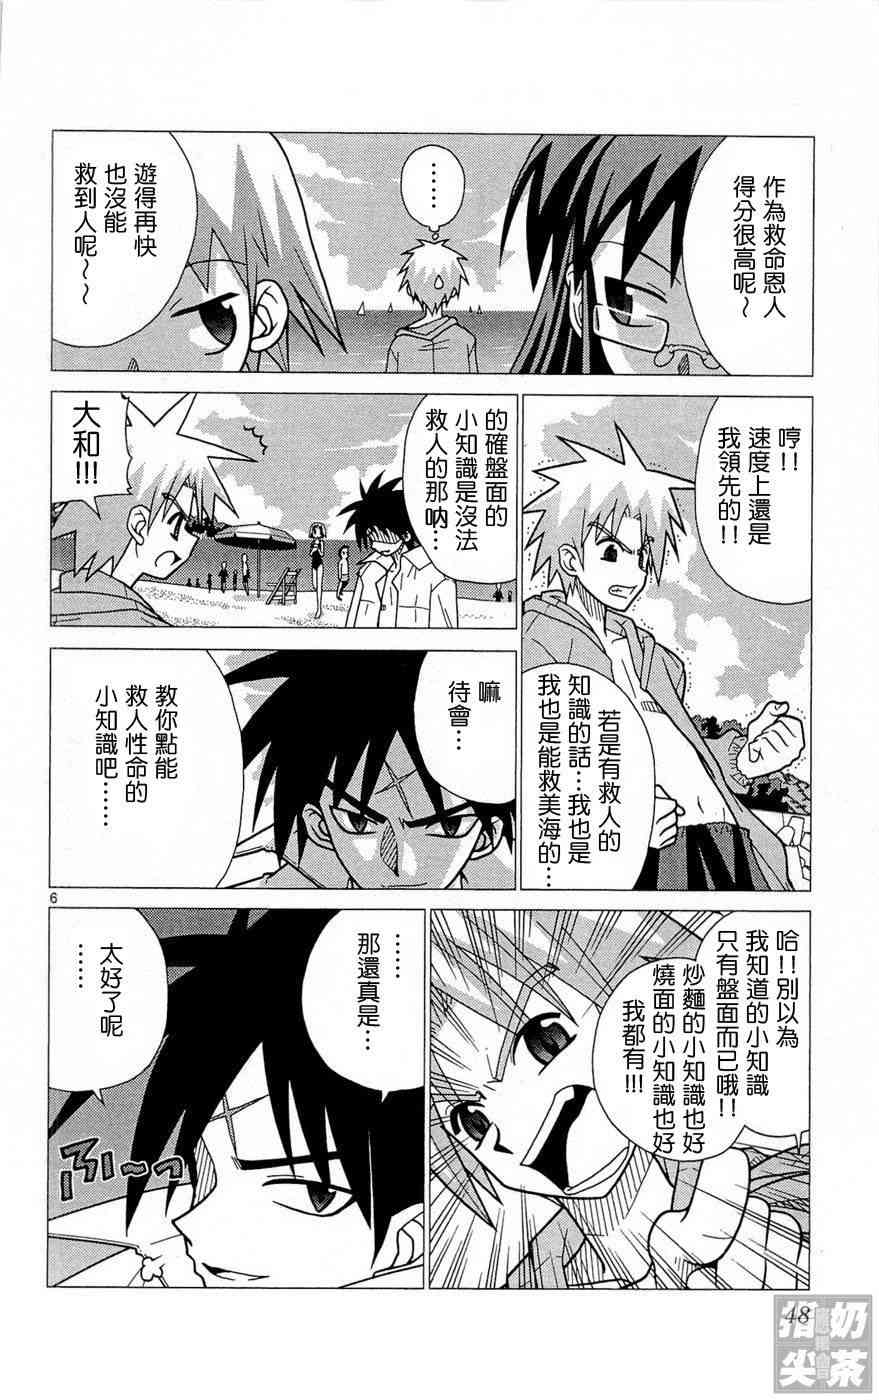 作為救命恩人
得分很高呢～
…
遊得再快
也沒能
救到人呢～～
哼!!
速度上還是
我領先的!!
若是有救人的
知識的話…我也是
我也是能救美海的…
的確盤面的
小知識是沒法
救人的那吶…
大和!!!
嘛
待會…
教你點能
救人性命的
小知識吧……
6
哈!!別以為
我知道的小知識
只有盤面而已哦!!
炒麵的小知識也好
燒面的小知識也好
我都有!!!
……
那還真是…
太好了呢
……
ふ～っ
48
指尖
奶茶